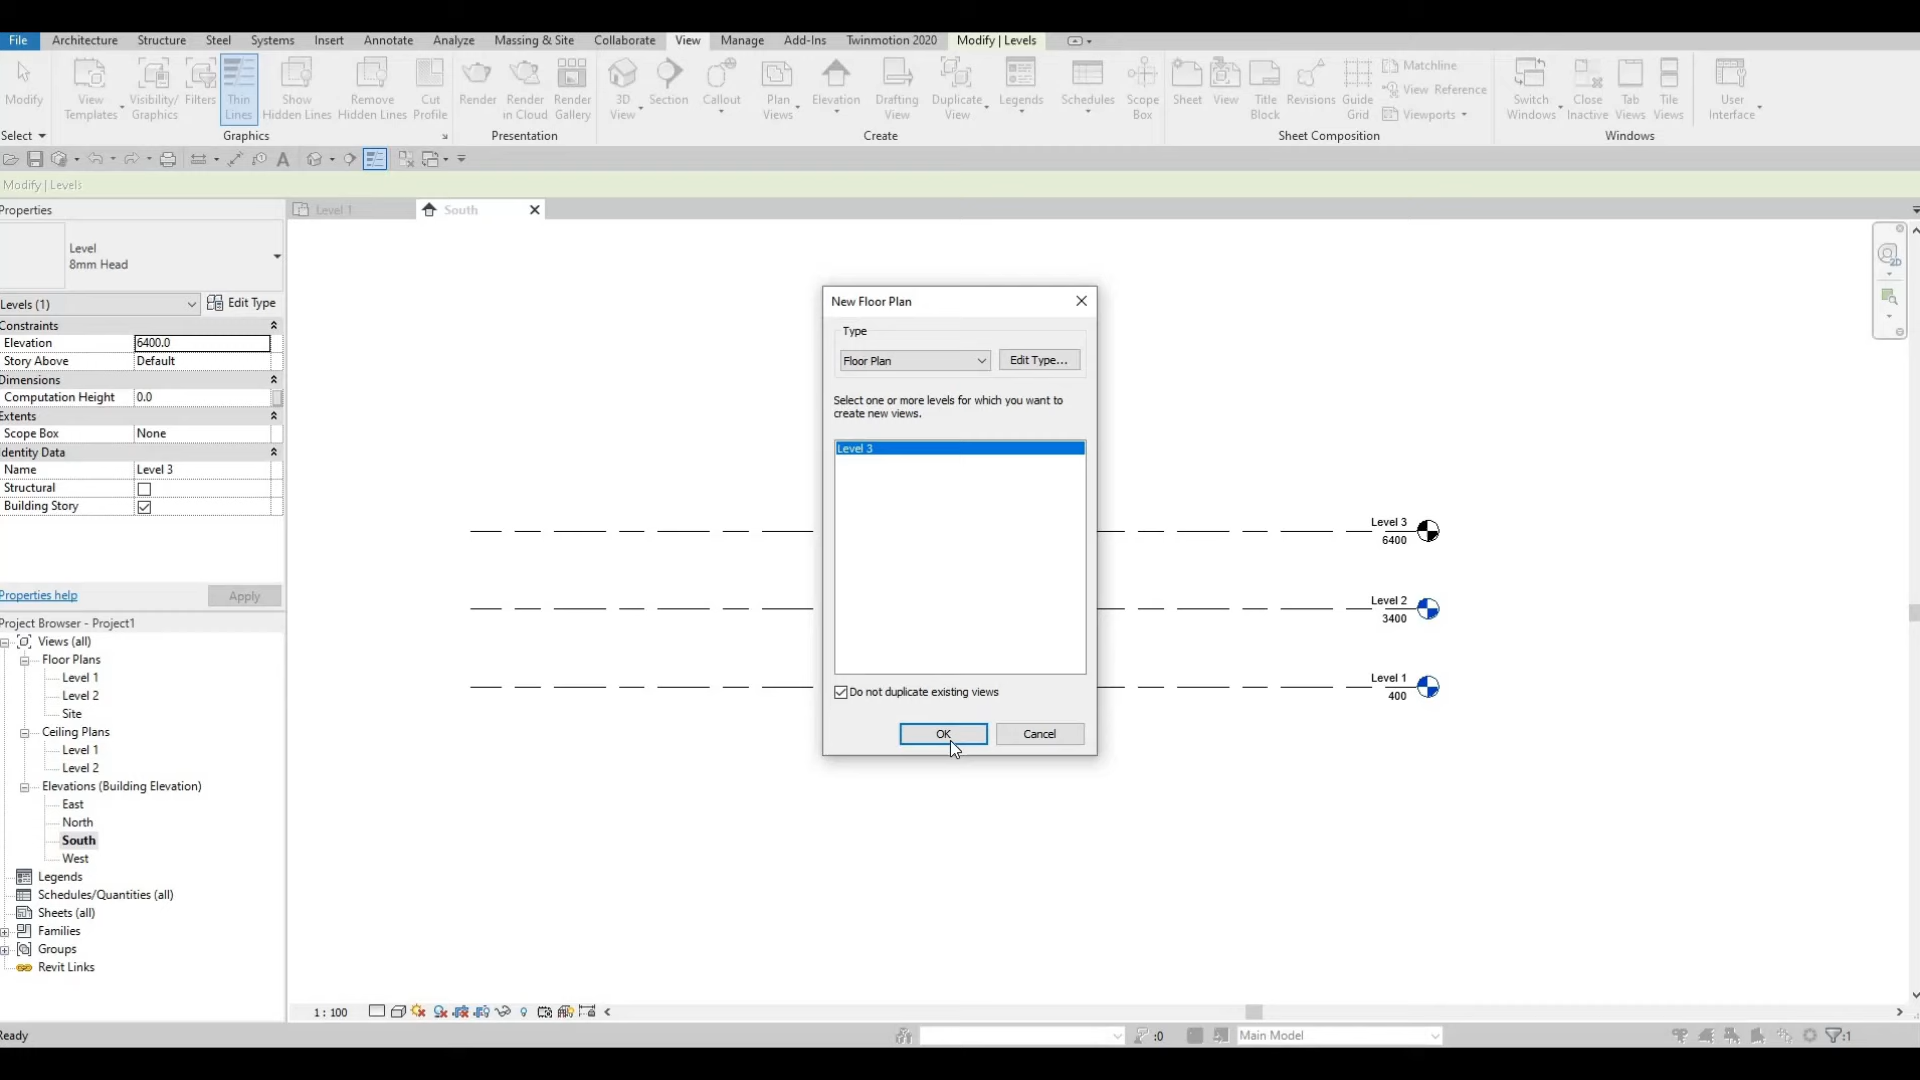 File Architecture Structure Steel Systems Insert Annotate Analyze Massing & Site Collaborate View Manage Add-Ins Twinmotion 2020 Modify | Levels
Modify
View Templates
Visibility/ Graphics
Filters
Thin Lines
Show Hidden Lines
Remove Hidden Lines
Cut Profile
Render
Render in Cloud
Render Gallery
3D View
Section
Callout
Plan Views
Elevation
Drafting View
Duplicate View
Legends
Schedules
Scope Box
Sheet
View
Title Block
Revisions
Guide Grid
Matchline
View Reference
Viewports
Switch Windows
Close Inactive
Tab Views
Tile Views
User Interface
Select
Graphics
Presentation
Create
Sheet Composition
Windows
A
Modify | Levels
Properties
Level 1
South
Level
8mm Head
Levels (1)
Edit Type
Constraints
Elevation 6400.0
Story Above Default
Dimensions
Computation Height 0.0
Extents
Scope Box None
Identity Data
Name Level 3
Structural
Building Story
Properties help
Apply
Project Browser - Project1
Views (all)
Floor Plans
Level 1
Level 2
Site
Ceiling Plans
Level 1
Level 2
Elevations (Building Elevation)
East
North
South
West
Legends
Schedules/Quantities (all)
Sheets (all)
Families
Groups
Revit Links
New Floor Plan
Type
Floor Plan
Edit Type...
Select one or more levels for which you want to
create new views.
Level 3
Do not duplicate existing views
OK
Cancel
Level 3
6400
Level 2
3400
Level 1
400
2D
1 : 100
Ready
:0
Main Model
:1